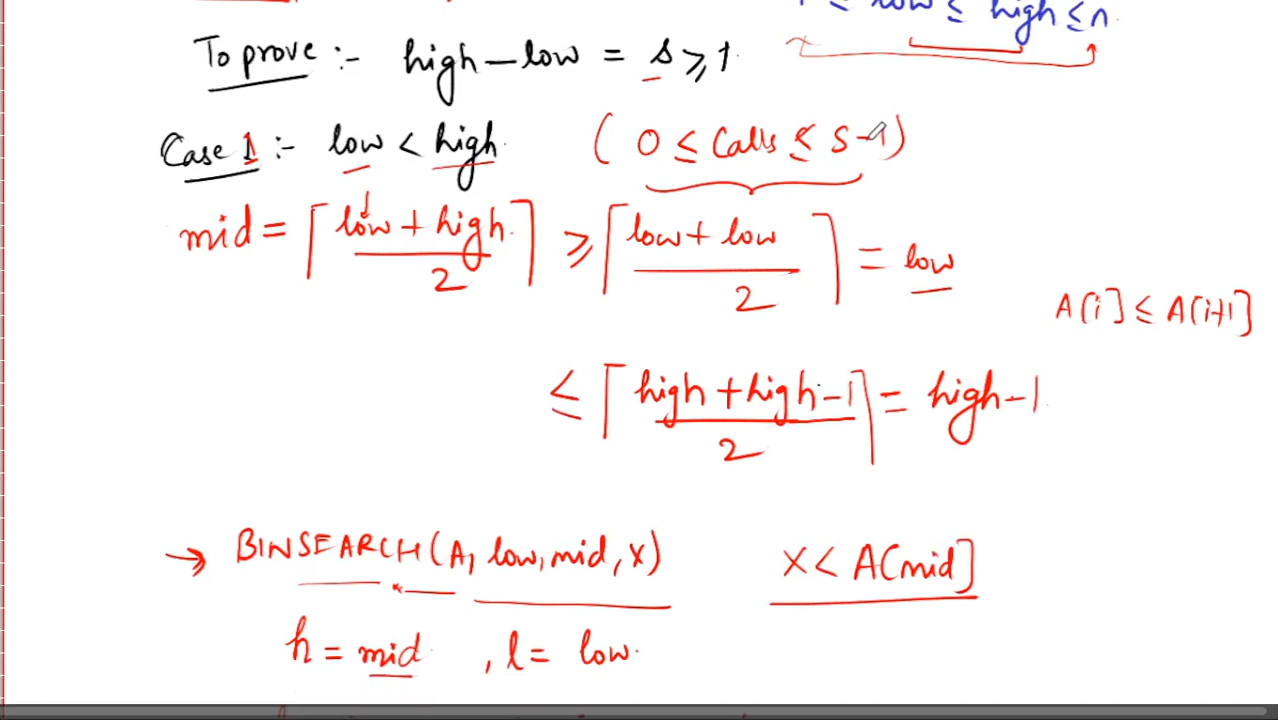 1 ≤ low ≤ high ≤ n
To prove :- high - low = s ≥ 1.
Case 1 :- low < high. ( 0 ≤ Calls ≤ s-1)
mid = ⌈(low + high)/2⌉ ≥ ⌈(low + low)/2⌉ = low
A[i] ≤ A[i+1]
≤ ⌈(high + high - 1)/2⌉ = high - 1.
→ BINSEARCH(A, low, mid, x) x < A[mid]
h = mid , l = low.